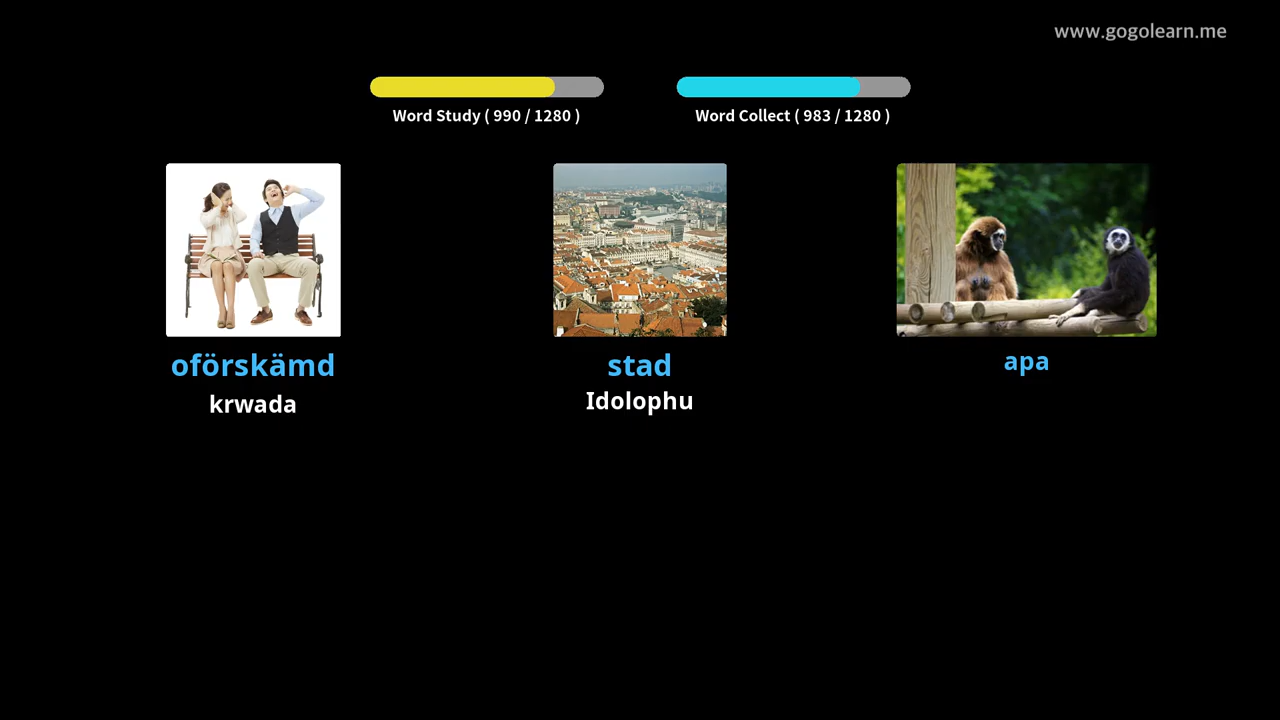 www.gogolearn.me
Word Study ( 990 / 1280 )
Word Collect ( 983 / 1280 )
oförskämd
krwada
stad
Idolophu
apa